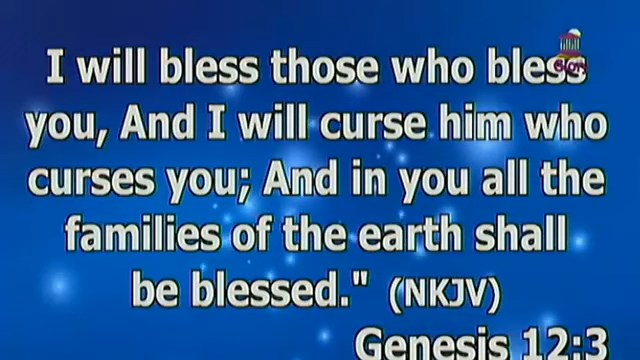 I will bless those who bless
you, And I will curse him who
curses you; And in you all the
families of the earth shall
be blessed." (NKJV)
Genesis 12:3